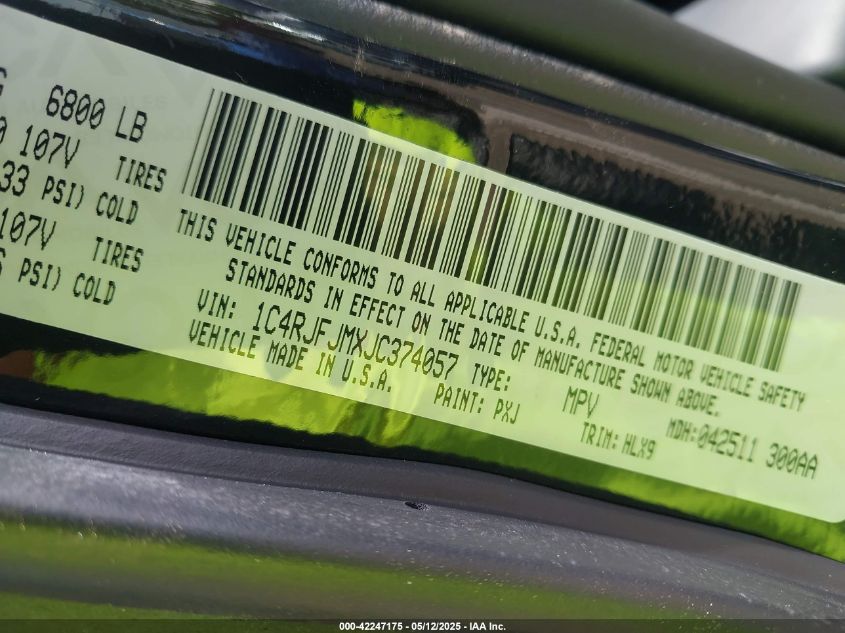 6800 LB
107V TIRES
33 PSI) COLD
107V TIRES
PSI) COLD
THIS VEHICLE CONFORMS TO ALL APPLICABLE U.S.A. FEDERAL MOTOR VEHICLE SAFETY
STANDARDS IN EFFECT ON THE DATE OF MANUFACTURE SHOWN ABOVE.
VIN: 1C4RJFJMXJC374057 TYPE: MPV MDH:042511 300AA
VEHICLE MADE IN U.S.A. PAINT: PXJ TRIM: HLX9
000-42247175 - 05/12/2025 - IAA Inc.